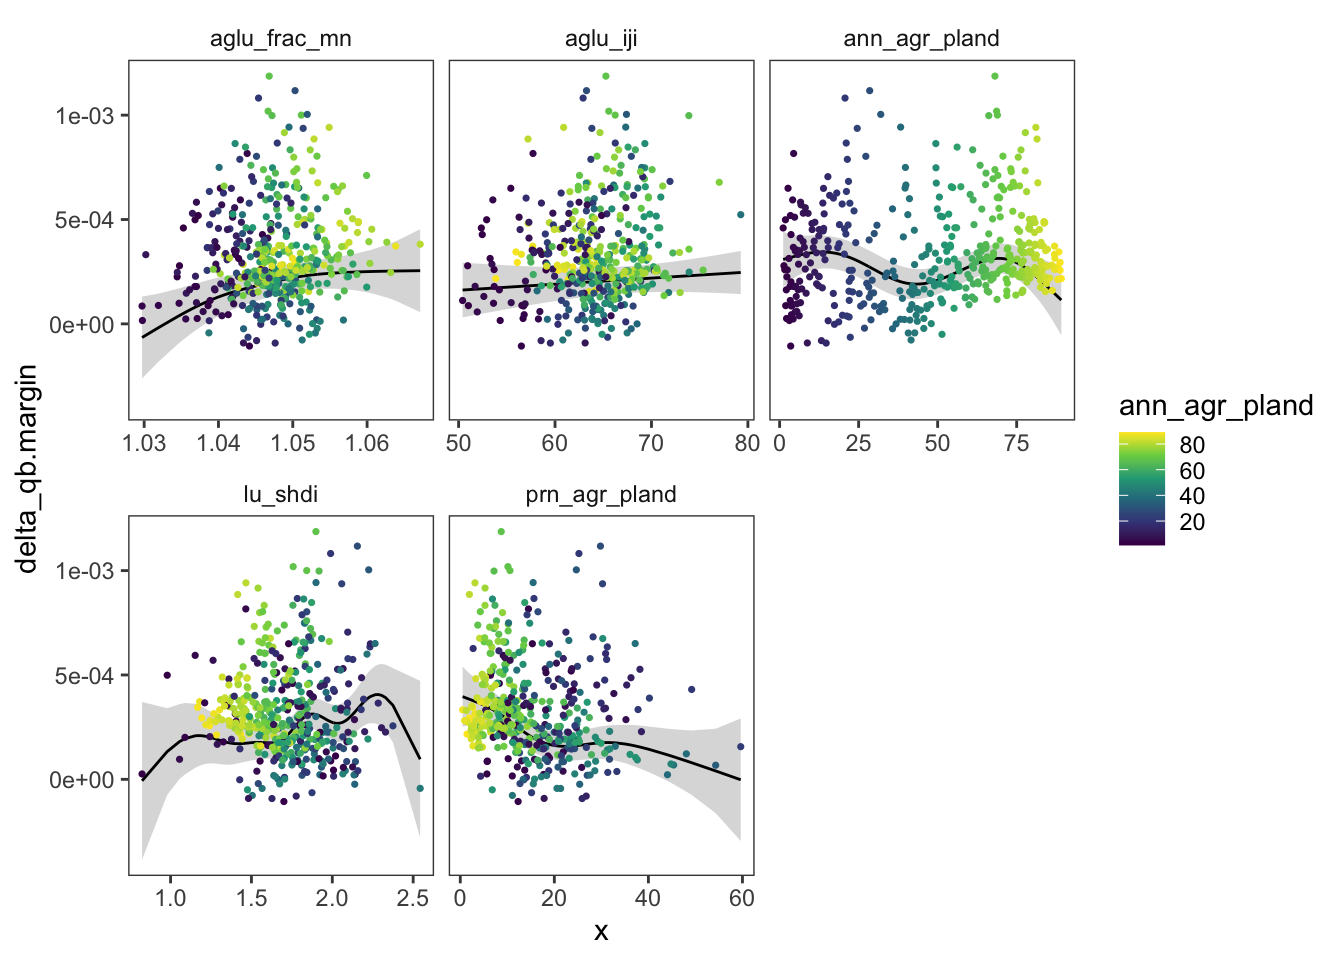 aglu_frac_mn
aglu_iji
ann_agr_pland
1e-03
5e-04
0e+00
1.03 1.04 1.05 1.06
50 60 70 80
0 25 50 75
delta_qb.margin
ann_agr_pland
80
60
40
20
lu_shdi
prn_agr_pland
1e-03
5e-04
0e+00
1.0 1.5 2.0 2.5
0 20 40 60
x